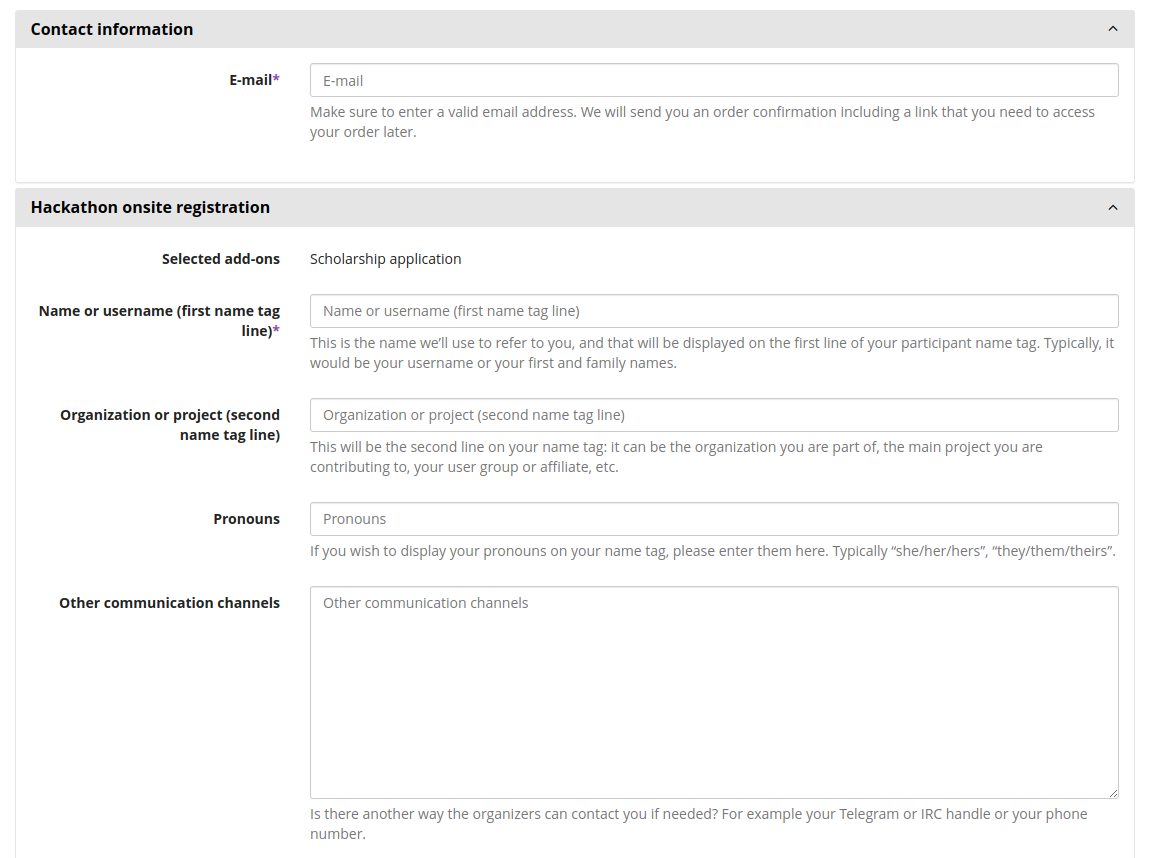 Contact information
E-mail*
E-mail
Make sure to enter a valid email address. We will send you an order confirmation including a link that you need to access
your order later.
Hackathon onsite registration
Selected add-ons
Scholarship application
Name or username (first name tag
line)*
Name or username (first name tag line)
This is the name we’ll use to refer to you, and that will be displayed on the first line of your participant name tag. Typically, it
would be your username or your first and family names.
Organization or project (second
name tag line)
Organization or project (second name tag line)
This will be the second line on your name tag: it can be the organization you are part of, the main project you are
contributing to, your user group or affiliate, etc.
Pronouns
Pronouns
If you wish to display your pronouns on your name tag, please enter them here. Typically “she/her/hers”, “they/them/theirs”.
Other communication channels
Other communication channels
Is there another way the organizers can contact you if needed? For example your Telegram or IRC handle or your phone
number.